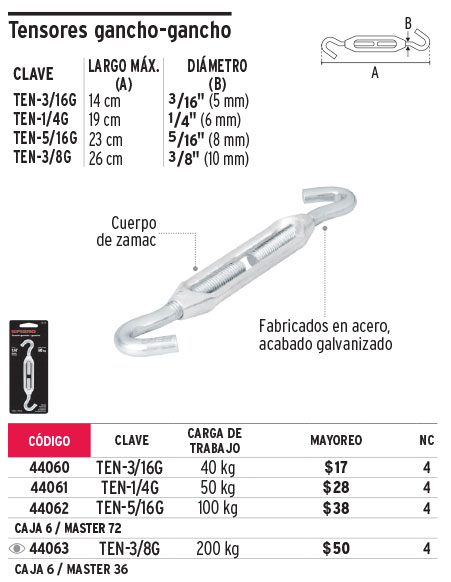 Tensores gancho-gancho
B
A
CLAVE LARGO MÁX. (A) DIÁMETRO (B)
TEN-3/16G 14 cm 3/16" (5 mm)
TEN-1/4G 19 cm 1/4" (6 mm)
TEN-5/16G 23 cm 5/16" (8 mm)
TEN-3/8G 26 cm 3/8" (10 mm)
Cuerpo
de zamac
Fabricados en acero,
acabado galvanizado
CÓDIGO CLAVE CARGA DE TRABAJO MAYOREO NC
44060 TEN-3/16G 40 kg $17 4
44061 TEN-1/4G 50 kg $28 4
44062 TEN-5/16G 100 kg $38 4
CAJA 6 / MASTER 72
44063 TEN-3/8G 200 kg $50 4
CAJA 6 / MASTER 36